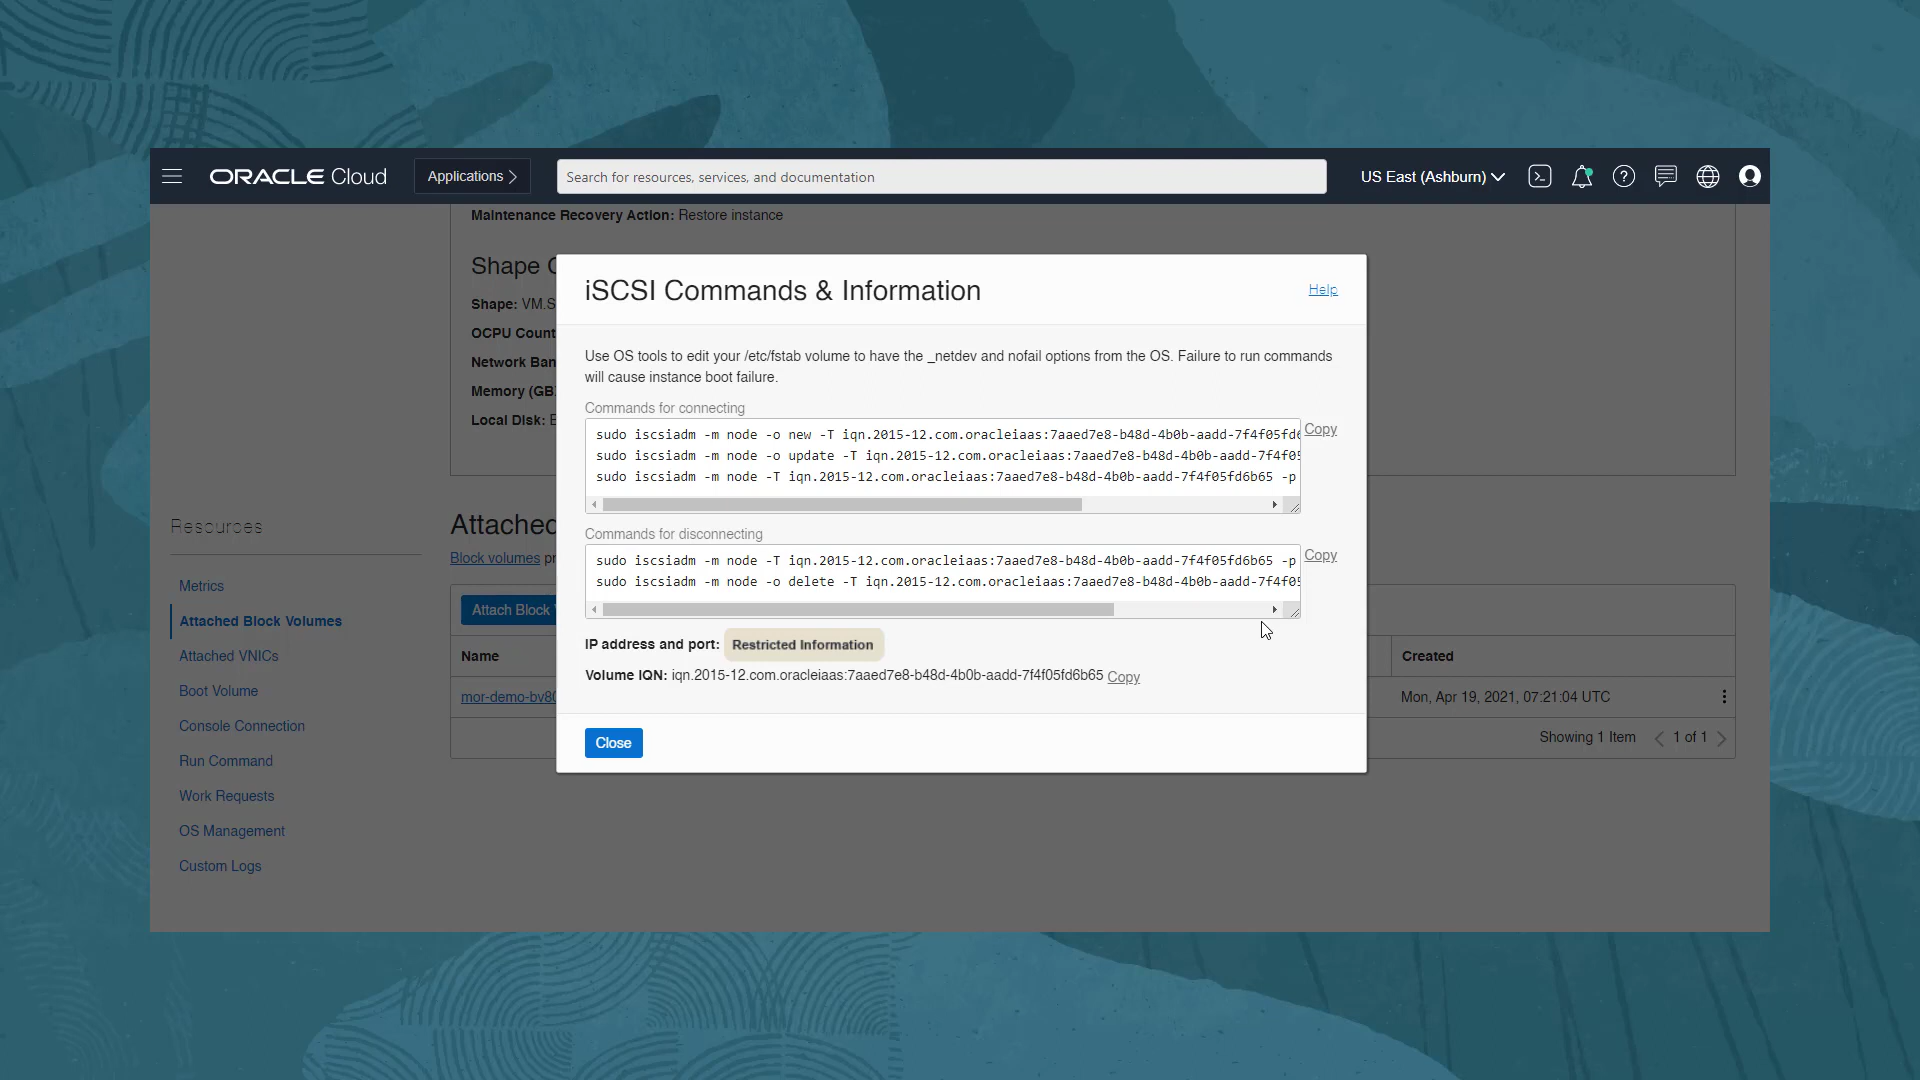 ORACLE Cloud
Applications
Search for resources, services, and documentation
US East (Ashburn)
Maintenance Recovery Action: Restore instance
Shape
Shape: VM.S
OCPU Count
Network Ban
Memory (GB
Local Disk:
iSCSI Commands & Information
Help
Use OS tools to edit your /etc/fstab volume to have the _netdev and nofail options from the OS. Failure to run commands
will cause instance boot failure.
Commands for connecting
sudo iscsiadm -m node -o new -T iqn.2015-12.com.oracleiaas:7aaed7e8-b48d-4b0b-aadd-7f4f05fd6
sudo iscsiadm -m node -o update -T iqn.2015-12.com.oracleiaas:7aaed7e8-b48d-4b0b-aadd-7f4f05
sudo iscsiadm -m node -T iqn.2015-12.com.oracleiaas:7aaed7e8-b48d-4b0b-aadd-7f4f05fd6b65 -p
Copy
Commands for disconnecting
sudo iscsiadm -m node -T iqn.2015-12.com.oracleiaas:7aaed7e8-b48d-4b0b-aadd-7f4f05fd6b65 -p
sudo iscsiadm -m node -o delete -T iqn.2015-12.com.oracleiaas:7aaed7e8-b48d-4b0b-aadd-7f4f05
Copy
IP address and port: Restricted Information
Volume IQN: iqn.2015-12.com.oracleiaas:7aaed7e8-b48d-4b0b-aadd-7f4f05fd6b65 Copy
Close
Resources
Metrics
Attached Block Volumes
Attached VNICs
Boot Volume
Console Connection
Run Command
Work Requests
OS Management
Custom Logs
Attached
Block volumes
Attach Block
Name
Created
mor-demo-bv80
Mon, Apr 19, 2021, 07:21:04 UTC
Showing 1 Item
1 of 1